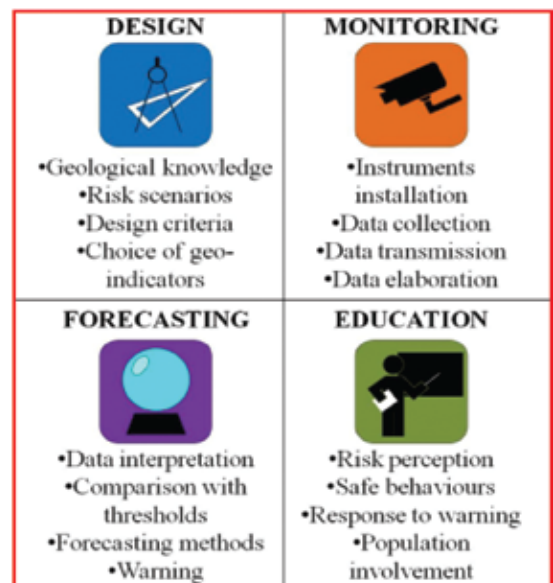 DESIGN
•Geological knowledge
•Risk scenarios
•Design criteria
•Choice of geo-
indicators
MONITORING
•Instruments
installation
•Data collection
•Data transmission
•Data elaboration
FORECASTING
•Data interpretation
•Comparison with
thresholds
•Forecasting methods
•Warning
EDUCATION
•Risk perception
•Safe behaviours
•Response to warning
•Population
involvement